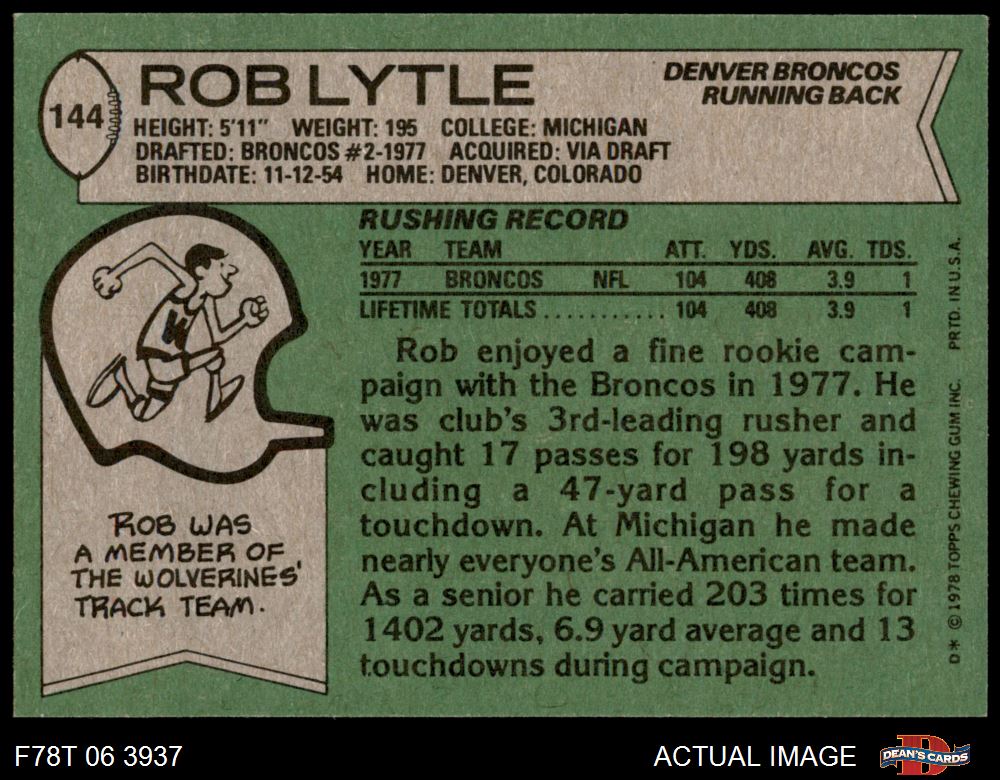 144
ROB LYTLE
DENVER BRONCOS
RUNNING BACK
HEIGHT: 5'11" WEIGHT: 195 COLLEGE: MICHIGAN
DRAFTED: BRONCOS #2-1977 ACQUIRED: VIA DRAFT
BIRTHDATE: 11-12-54 HOME: DENVER, COLORADO
RUSHING RECORD
YEAR TEAM ATT. YDS. AVG. TDS.
1977 BRONCOS NFL 104 408 3.9 1
LIFETIME TOTALS ........... 104 408 3.9 1
Rob enjoyed a fine rookie cam-
paign with the Broncos in 1977. He
was club's 3rd-leading rusher and
caught 17 passes for 198 yards in-
cluding a 47-yard pass for a
touchdown. At Michigan he made
nearly everyone's All-American team.
As a senior he carried 203 times for
1402 yards, 6.9 yard average and 13
touchdowns during campaign.
W
ROB WAS
A MEMBER OF
THE WOLVERINES'
TRACK TEAM.
D* © 1978 TOPPS CHEWING GUM INC. PRTD. IN U.S.A.
F78T 06 3937
ACTUAL IMAGE
D
DEAN'S CARDS